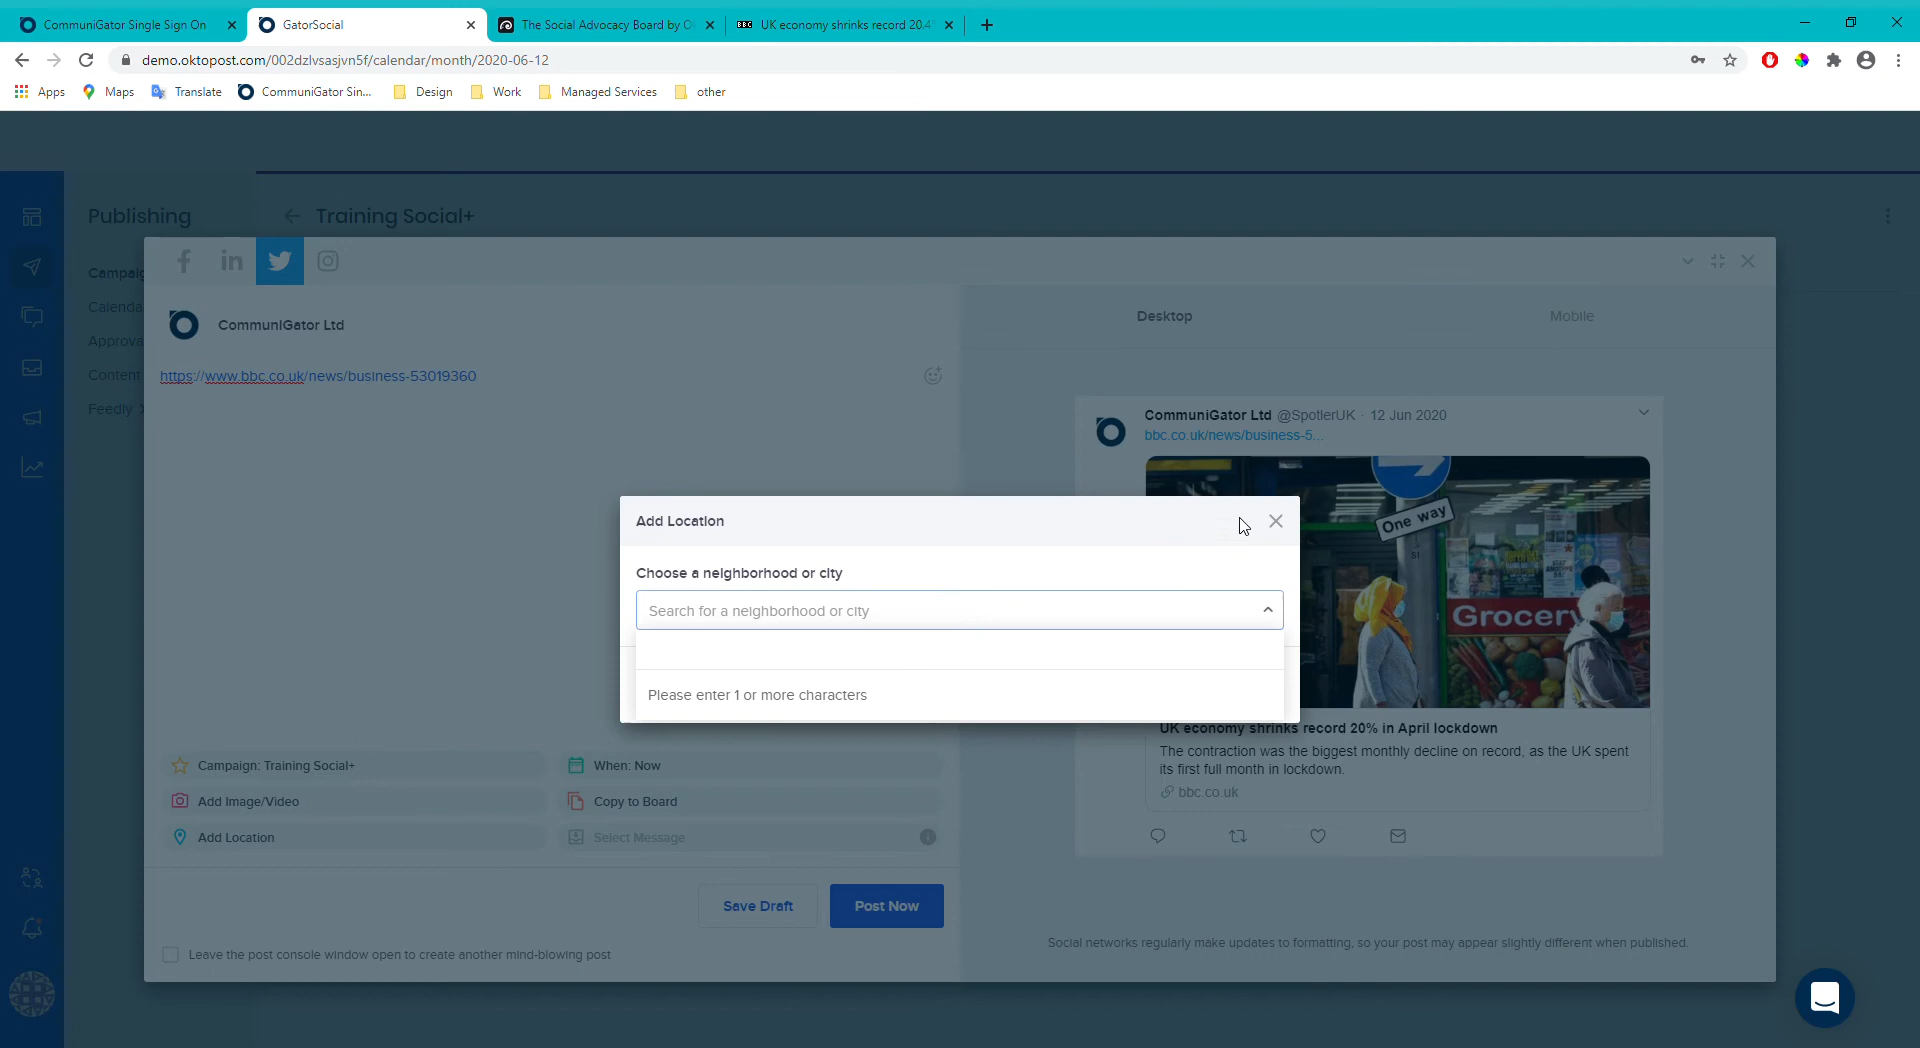 CommuniGator Single Sign On
GatorSocial
The Social Advocacy Board by O
UK economy shrinks record 20.4
demo.oktopost.com/002dzlvsasjvn5f/calendar/month/2020-06-12
Apps
Maps
Translate
CommuniGator Sin...
Design
Work
Managed Services
other
Publishing
Training Social+
Campaig
Calenda
Approva
Content
Feedly
CommuniGator Ltd
https://www.bbc.co.uk/news/business-53019360
Desktop
Mobile
CommuniGator Ltd @SpotlerUK · 12 Jun 2020
bbc.co.uk/news/business-5...
One way
Grocery
UK economy shrinks record 20% in April lockdown
The contraction was the biggest monthly decline on record, as the UK spent
its first full month in lockdown.
bbc.co.uk
Add Location
Choose a neighborhood or city
Search for a neighborhood or city
Please enter 1 or more characters
Campaign: Training Social+
When: Now
Add Image/Video
Copy to Board
Add Location
Select Message
Save Draft
Post Now
Leave the post console window open to create another mind-blowing post
Social networks regularly make updates to formatting, so your post may appear slightly different when published.